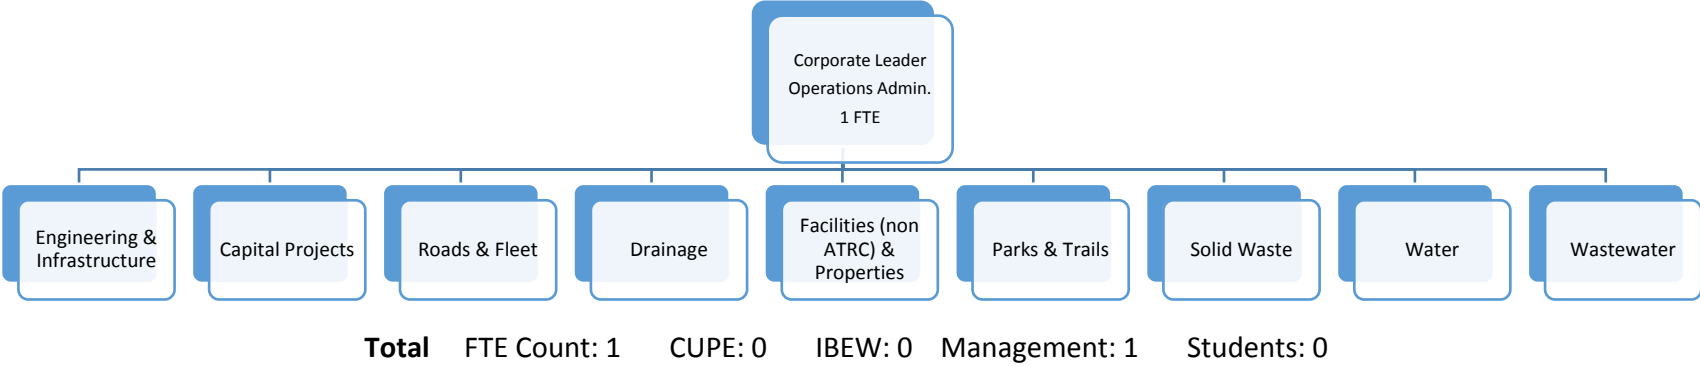 Corporate Leader
Operations Admin.
1 FTE
Engineering &
Infrastructure
Capital Projects
Roads & Fleet
Drainage
Facilities (non
ATRC) &
Properties
Parks & Trails
Solid Waste
Water
Wastewater
Total FTE Count: 1 CUPE: 0 IBEW: 0 Management: 1 Students: 0